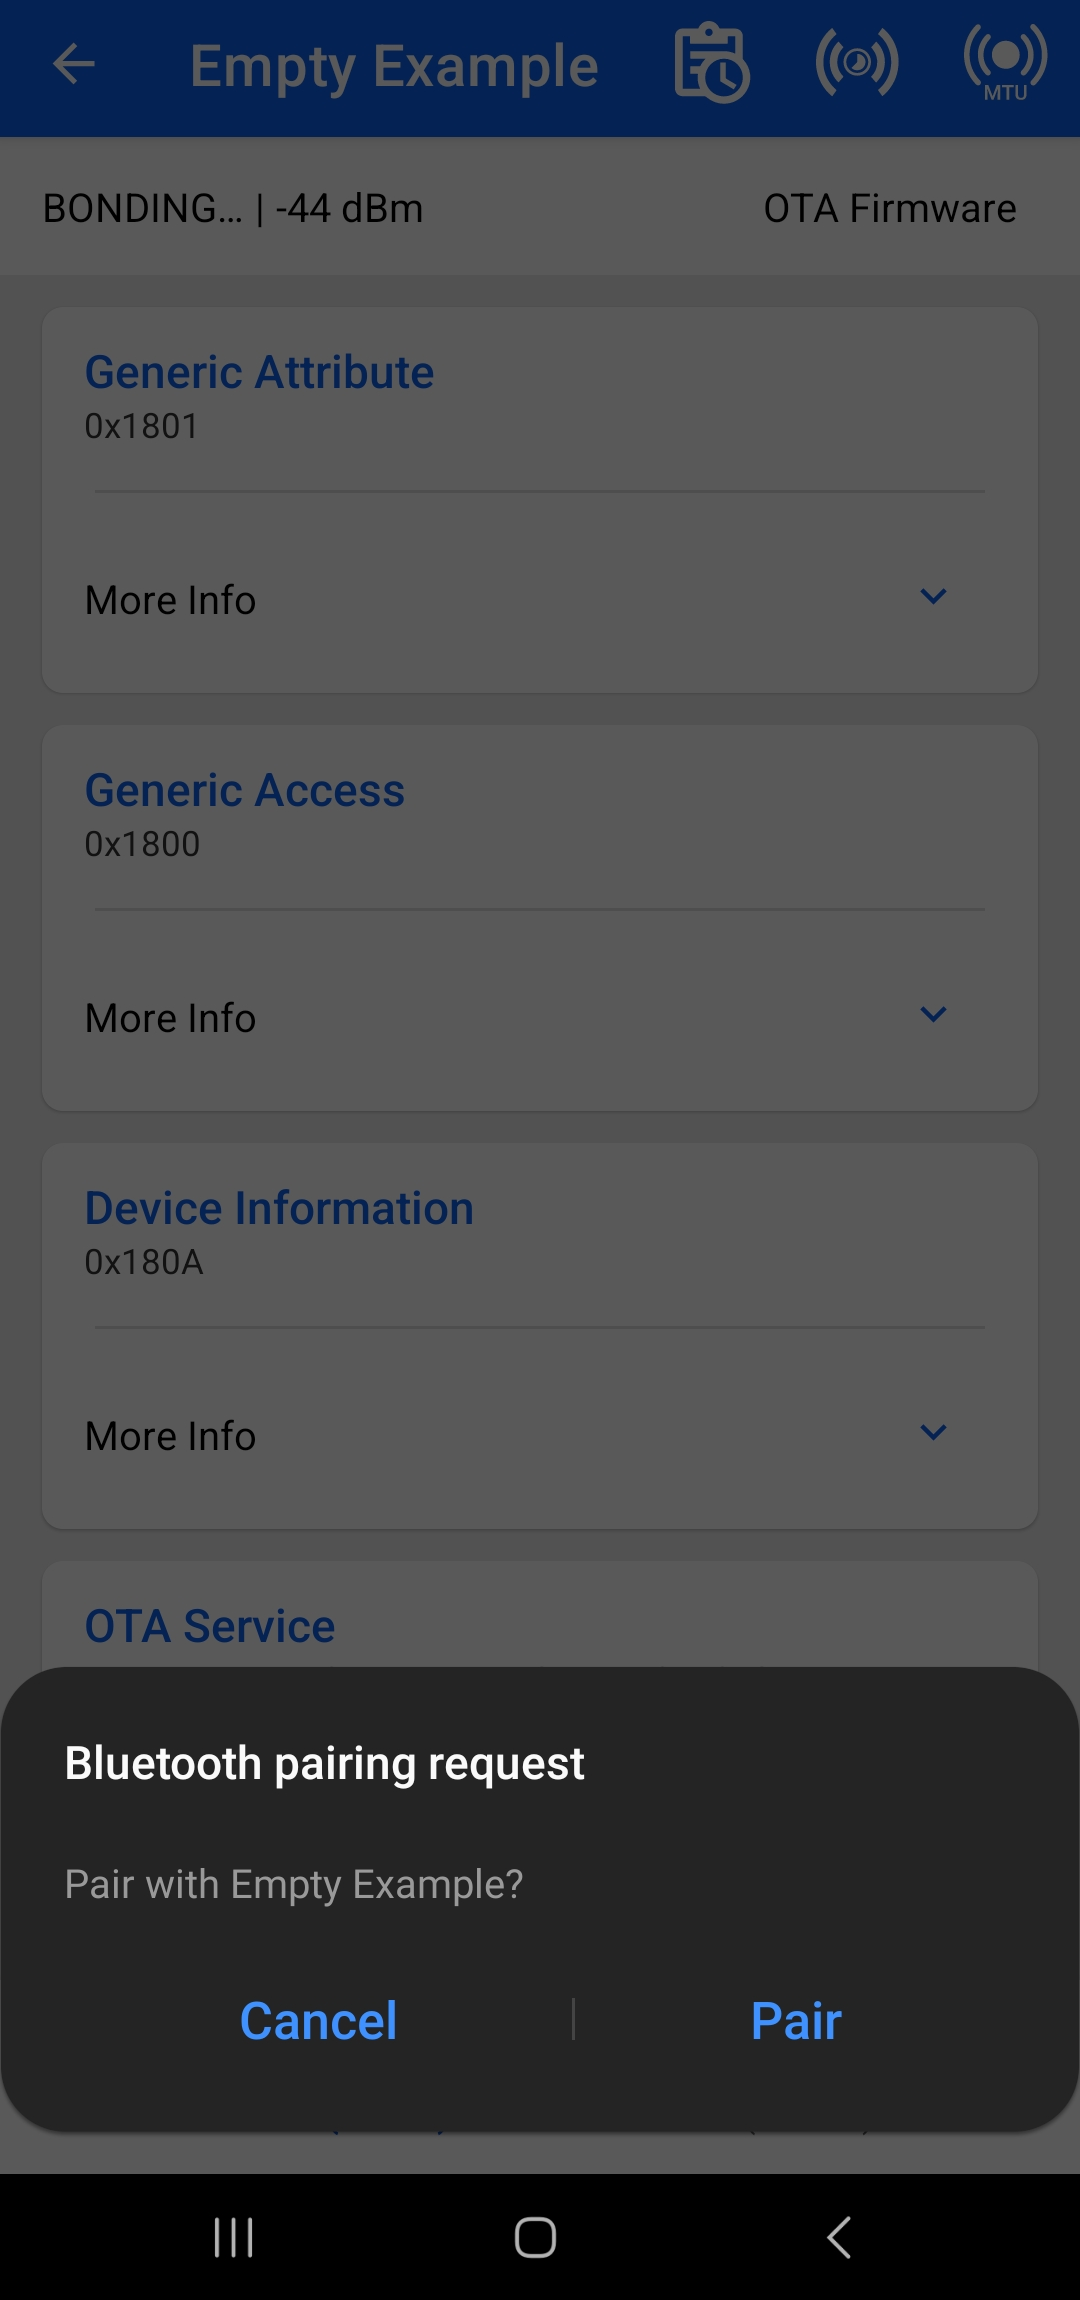 Empty Example
MTU
BONDING... | -44 dBm
OTA Firmware
Generic Attribute
0x1801
More Info
Generic Access
0x1800
More Info
Device Information
0x180A
More Info
OTA Service
Bluetooth pairing request
Pair with Empty Example?
Cancel
Pair